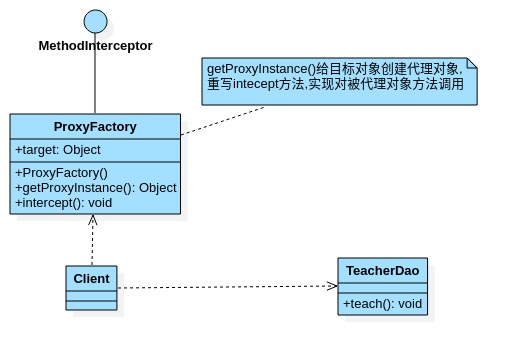 MethodInterceptor
getProxyInstance()给目标对象创建代理对象,
重写intecept方法,实现对被代理对象方法调用
ProxyFactory
+target: Object
+ProxyFactory()
+getProxyInstance(): Object
+intercept(): void
Client
TeacherDao
+teach(): void